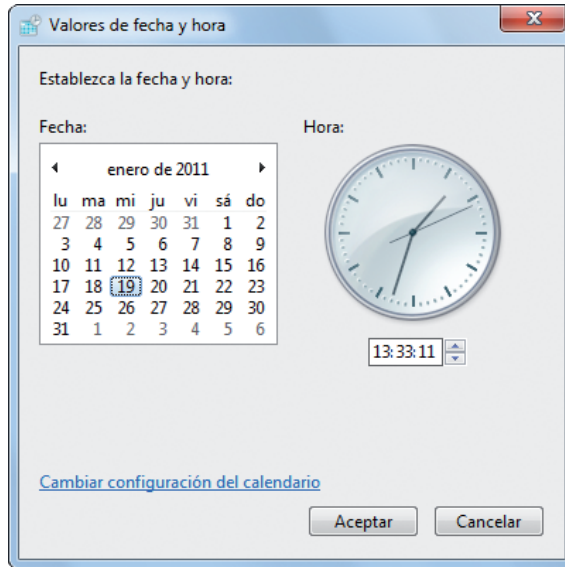 Valores de fecha y hora
Establezca la fecha y hora:
Fecha:
Hora:
enero de 2011
lu ma mi ju vi sá do
27 28 29 30 31 1 2
3 4 5 6 7 8 9
10 11 12 13 14 15 16
17 18 19 20 21 22 23
24 25 26 27 28 29 30
31 1 2 3 4 5 6
13:33:11
Cambiar configuración del calendario
Aceptar
Cancelar